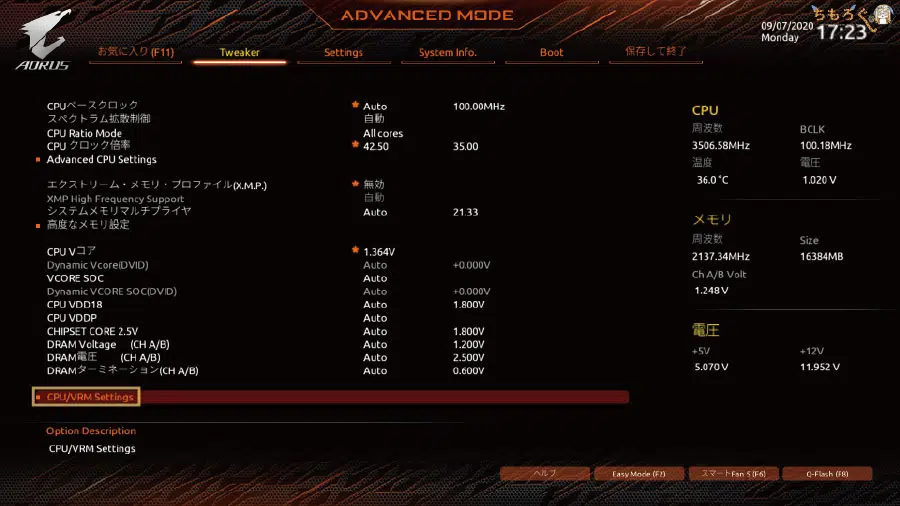 ADVANCED MODE
ちもろぐ
09/07/2020
Monday
17:23
AORUS
お気に入り (F11)
Tweaker
Settings
System Info.
Boot
保存して終了
CPUベースクロック Auto 100.00MHz
スペクトラム拡散制御 自動
CPU Ratio Mode All cores
CPU クロック倍率 42.50 35.00
Advanced CPU Settings
エクストリーム・メモリ・プロファイル(X.M.P.) 無効
XMP High Frequency Support 自動
システムメモリマルチプライヤ Auto 21.33
高度なメモリ設定
CPU Vコア 1.364V
Dynamic Vcore(DVID) Auto +0.000V
VCORE SOC Auto
Dynamic VCORE SOC(DVID) Auto +0.000V
CPU VDD18 Auto 1.800V
CPU VDDP Auto
CHIPSET CORE 2.5V Auto 1.800V
DRAM Voltage (CH A/B) Auto 1.200V
DRAM電圧 (CH A/B) Auto 2.500V
DRAMターミネーション(CH A/B) Auto 0.600V
CPU/VRM Settings
Option Description
CPU/VRM Settings
CPU
周波数 BCLK
3506.58MHz 100.18MHz
温度 電圧
36.0 °C 1.020 V
メモリ
周波数 Size
2137.34MHz 16384MB
Ch A/B Volt
1.248 V
電圧
+5V +12V
5.070 V 11.952 V
ヘルプ
Easy Mode (F2)
スマートFan 5 (F6)
Q-Flash (F8)